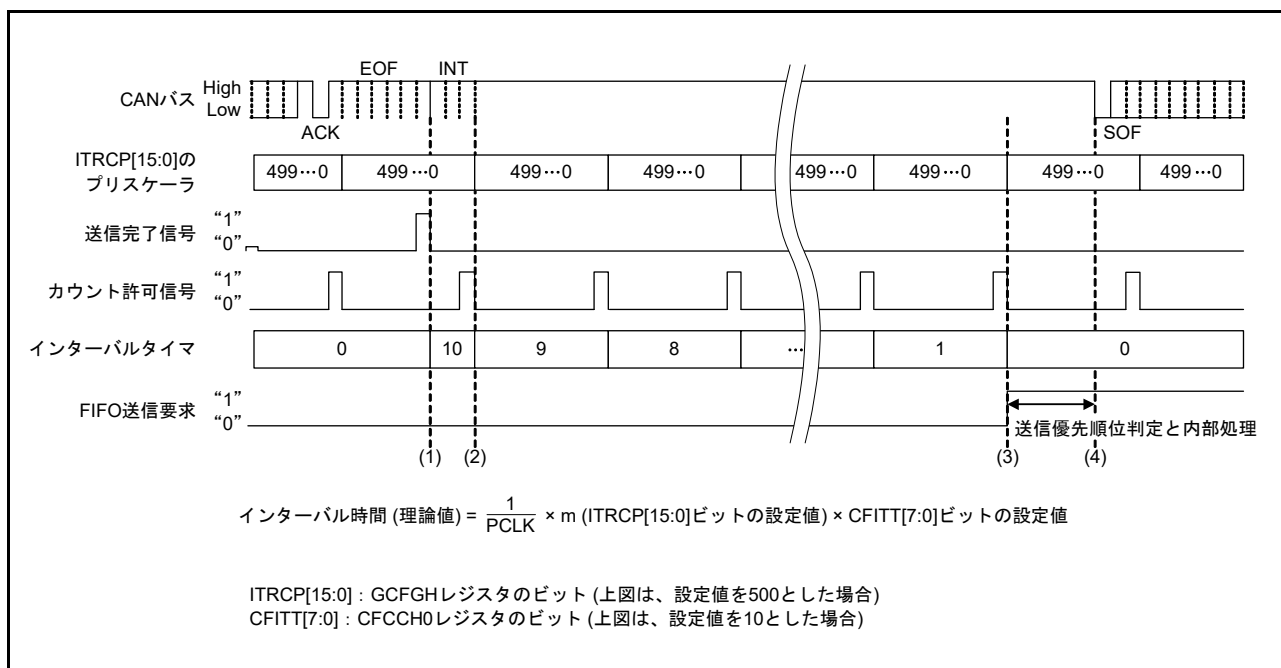 EOF INT
CANバス High
Low
ACK SOF
ITRCP[15:0]の
プリスケーラ
499…0 499…0 499…0 499…0 499…0 499…0 499…0 499…0
送信完了信号 “1”
“0”
カウント許可信号 “1”
“0”
インターバルタイマ 0 10 9 8 … 1 0
FIFO送信要求 “1”
“0”
送信優先順位判定と内部処理
(1) (2) (3) (4)
インターバル時間 (理論値) = 1/PCLK × m (ITRCP[15:0]ビットの設定値) × CFITT[7:0]ビットの設定値
ITRCP[15:0] : GCFGHレジスタのビット (上図は、設定値を500とした場合)
CFITT[7:0] : CFCCH0レジスタのビット (上図は、設定値を10とした場合)